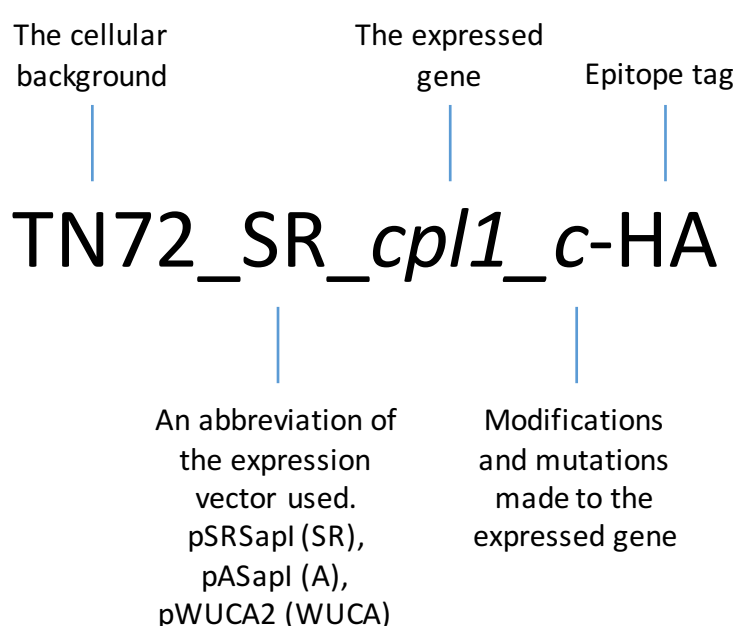 The cellular
background
The expressed
gene
Epitope tag
TN72_SR_cpl1_c-HA
An abbreviation of
the expression
vector used.
pSRSapI (SR),
pASapI (A),
pWUCA2 (WUCA)
Modifications
and mutations
made to the
expressed gene